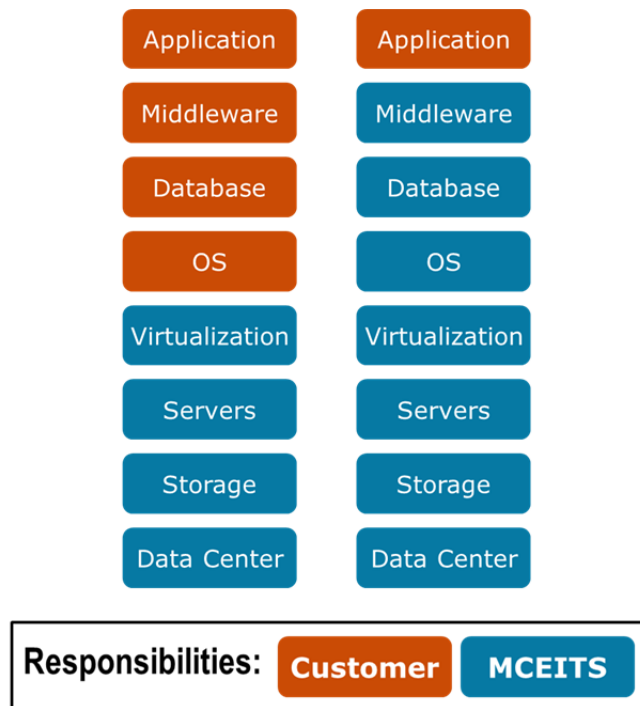 Application Application
Middleware Middleware
Database Database
OS OS
Virtualization Virtualization
Servers Servers
Storage Storage
Data Center Data Center
Responsibilities: Customer MCEITS